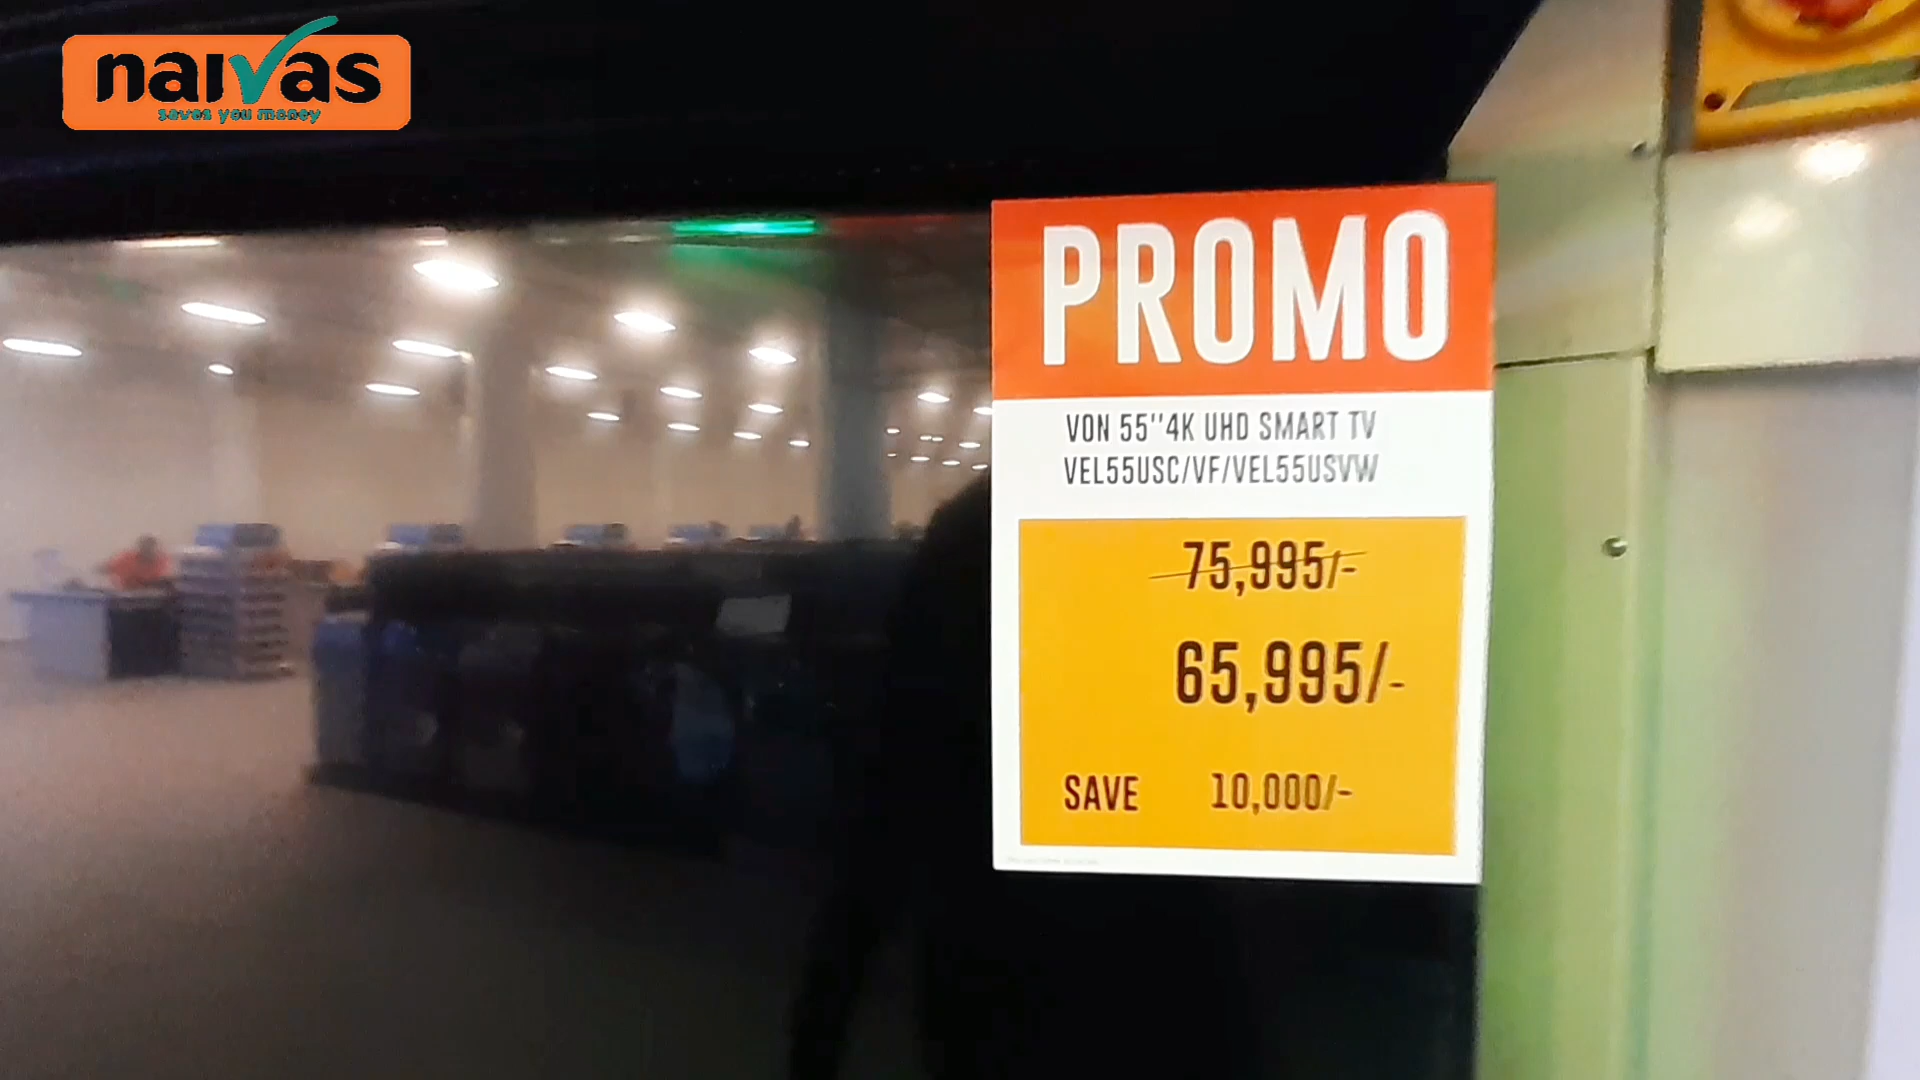 naivas
saves you money
PROMO
VON 55''4K UHD SMART TV
VEL55USC/VF/VEL55USVW
75,995/-
65,995/-
SAVE 10,000/-